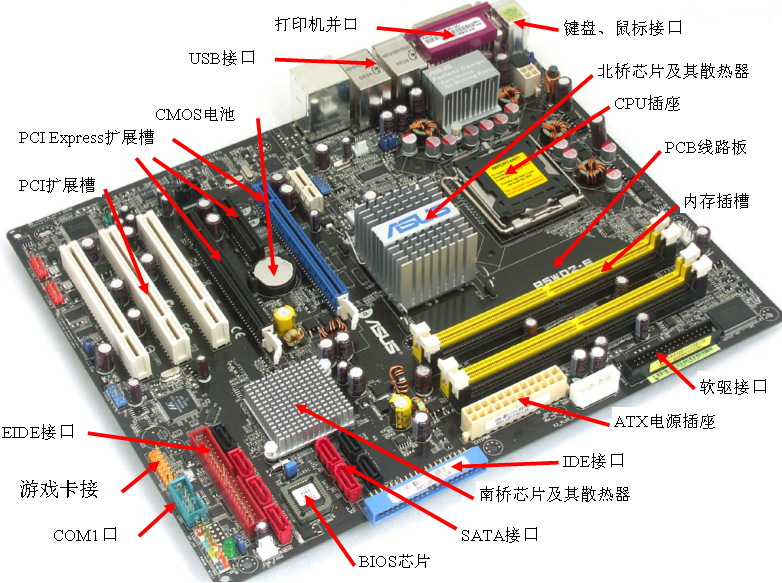 打印机并口
键盘、鼠标接口
USB接口
北桥芯片及其散热器
CMOS电池
CPU插座
PCI Express扩展槽
PCB线路板
PCI扩展槽
内存插槽
IMPORTANT!
ASUS
P5WD2-E
ASUS
软驱接口
ATX电源插座
EIDE接口
IDE接口
游戏卡接
南桥芯片及其散热器
COM1口
SATA接口
BIOS芯片